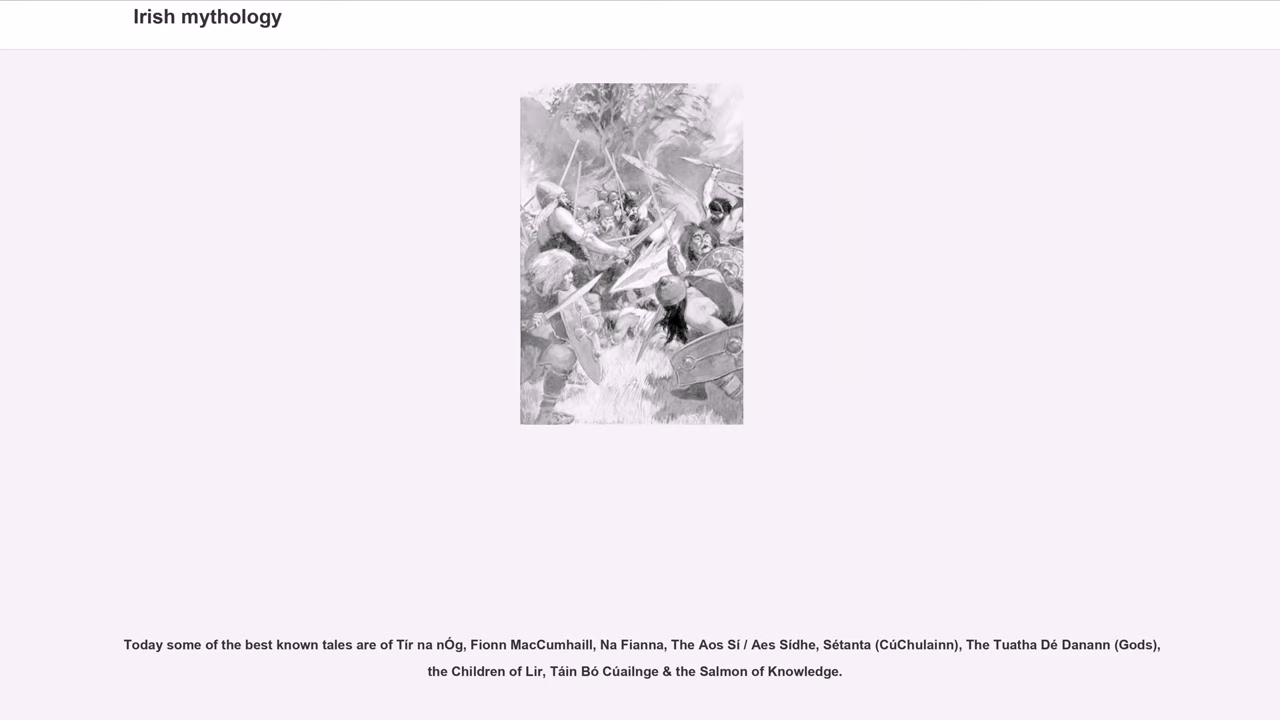 Irish mythology
Today some of the best known tales are of Tír na nÓg, Fionn MacCumhaill, Na Fianna, The Aos Sí / Aes Sídhe, Sétanta (CúChulainn), The Tuatha Dé Danann (Gods),
the Children of Lir, Táin Bó Cúailnge & the Salmon of Knowledge.